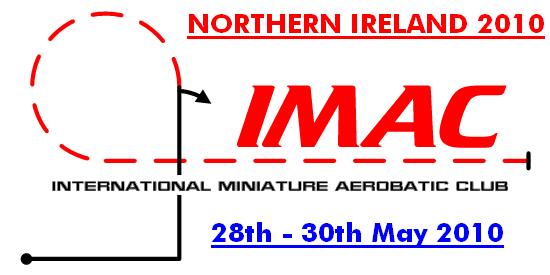 NORTHERN IRELAND 2010
IMAC
INTERNATIONAL MINIATURE AEROBATIC CLUB
28th - 30th May 2010